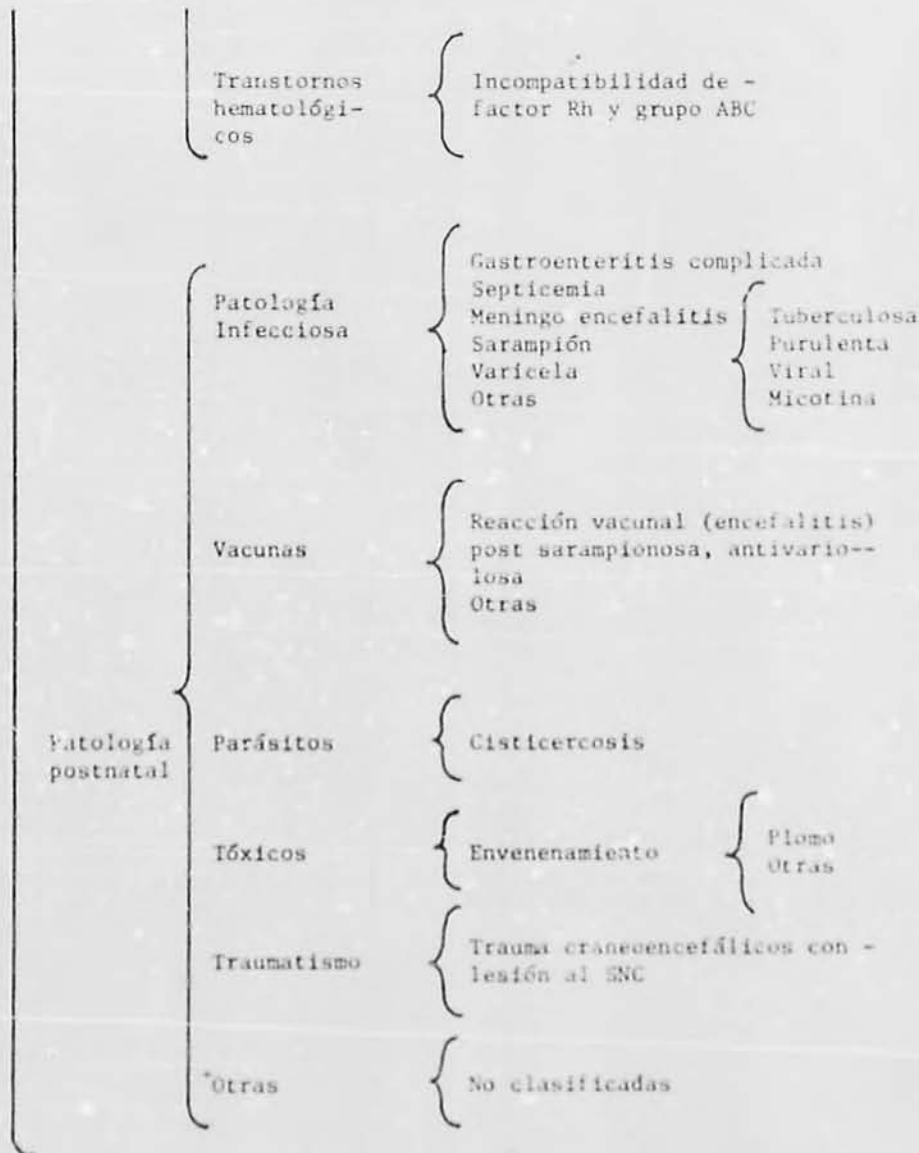 Transtornos
hematológi-
cos
Incompatibilidad de -
factor Rh y grupo ABC
Patología
postnatal
Patología
Infecciosa
Gastroenteritis complicada
Septicemia
Meningo encefalitis
Sarampión
Varicela
Otras
Tuberculosa
Purulenta
Viral
Micotina
Vacunas
Reacción vacunal (encefalitis)
post sarampionosa, antivario--
losa
Otras
Parásitos
Cisticercosis
Tóxicos
Envenenamiento
Plomo
Otras
Traumatismo
Trauma craneoencefálicos con -
lesión al SNC
Otras
No clasificadas